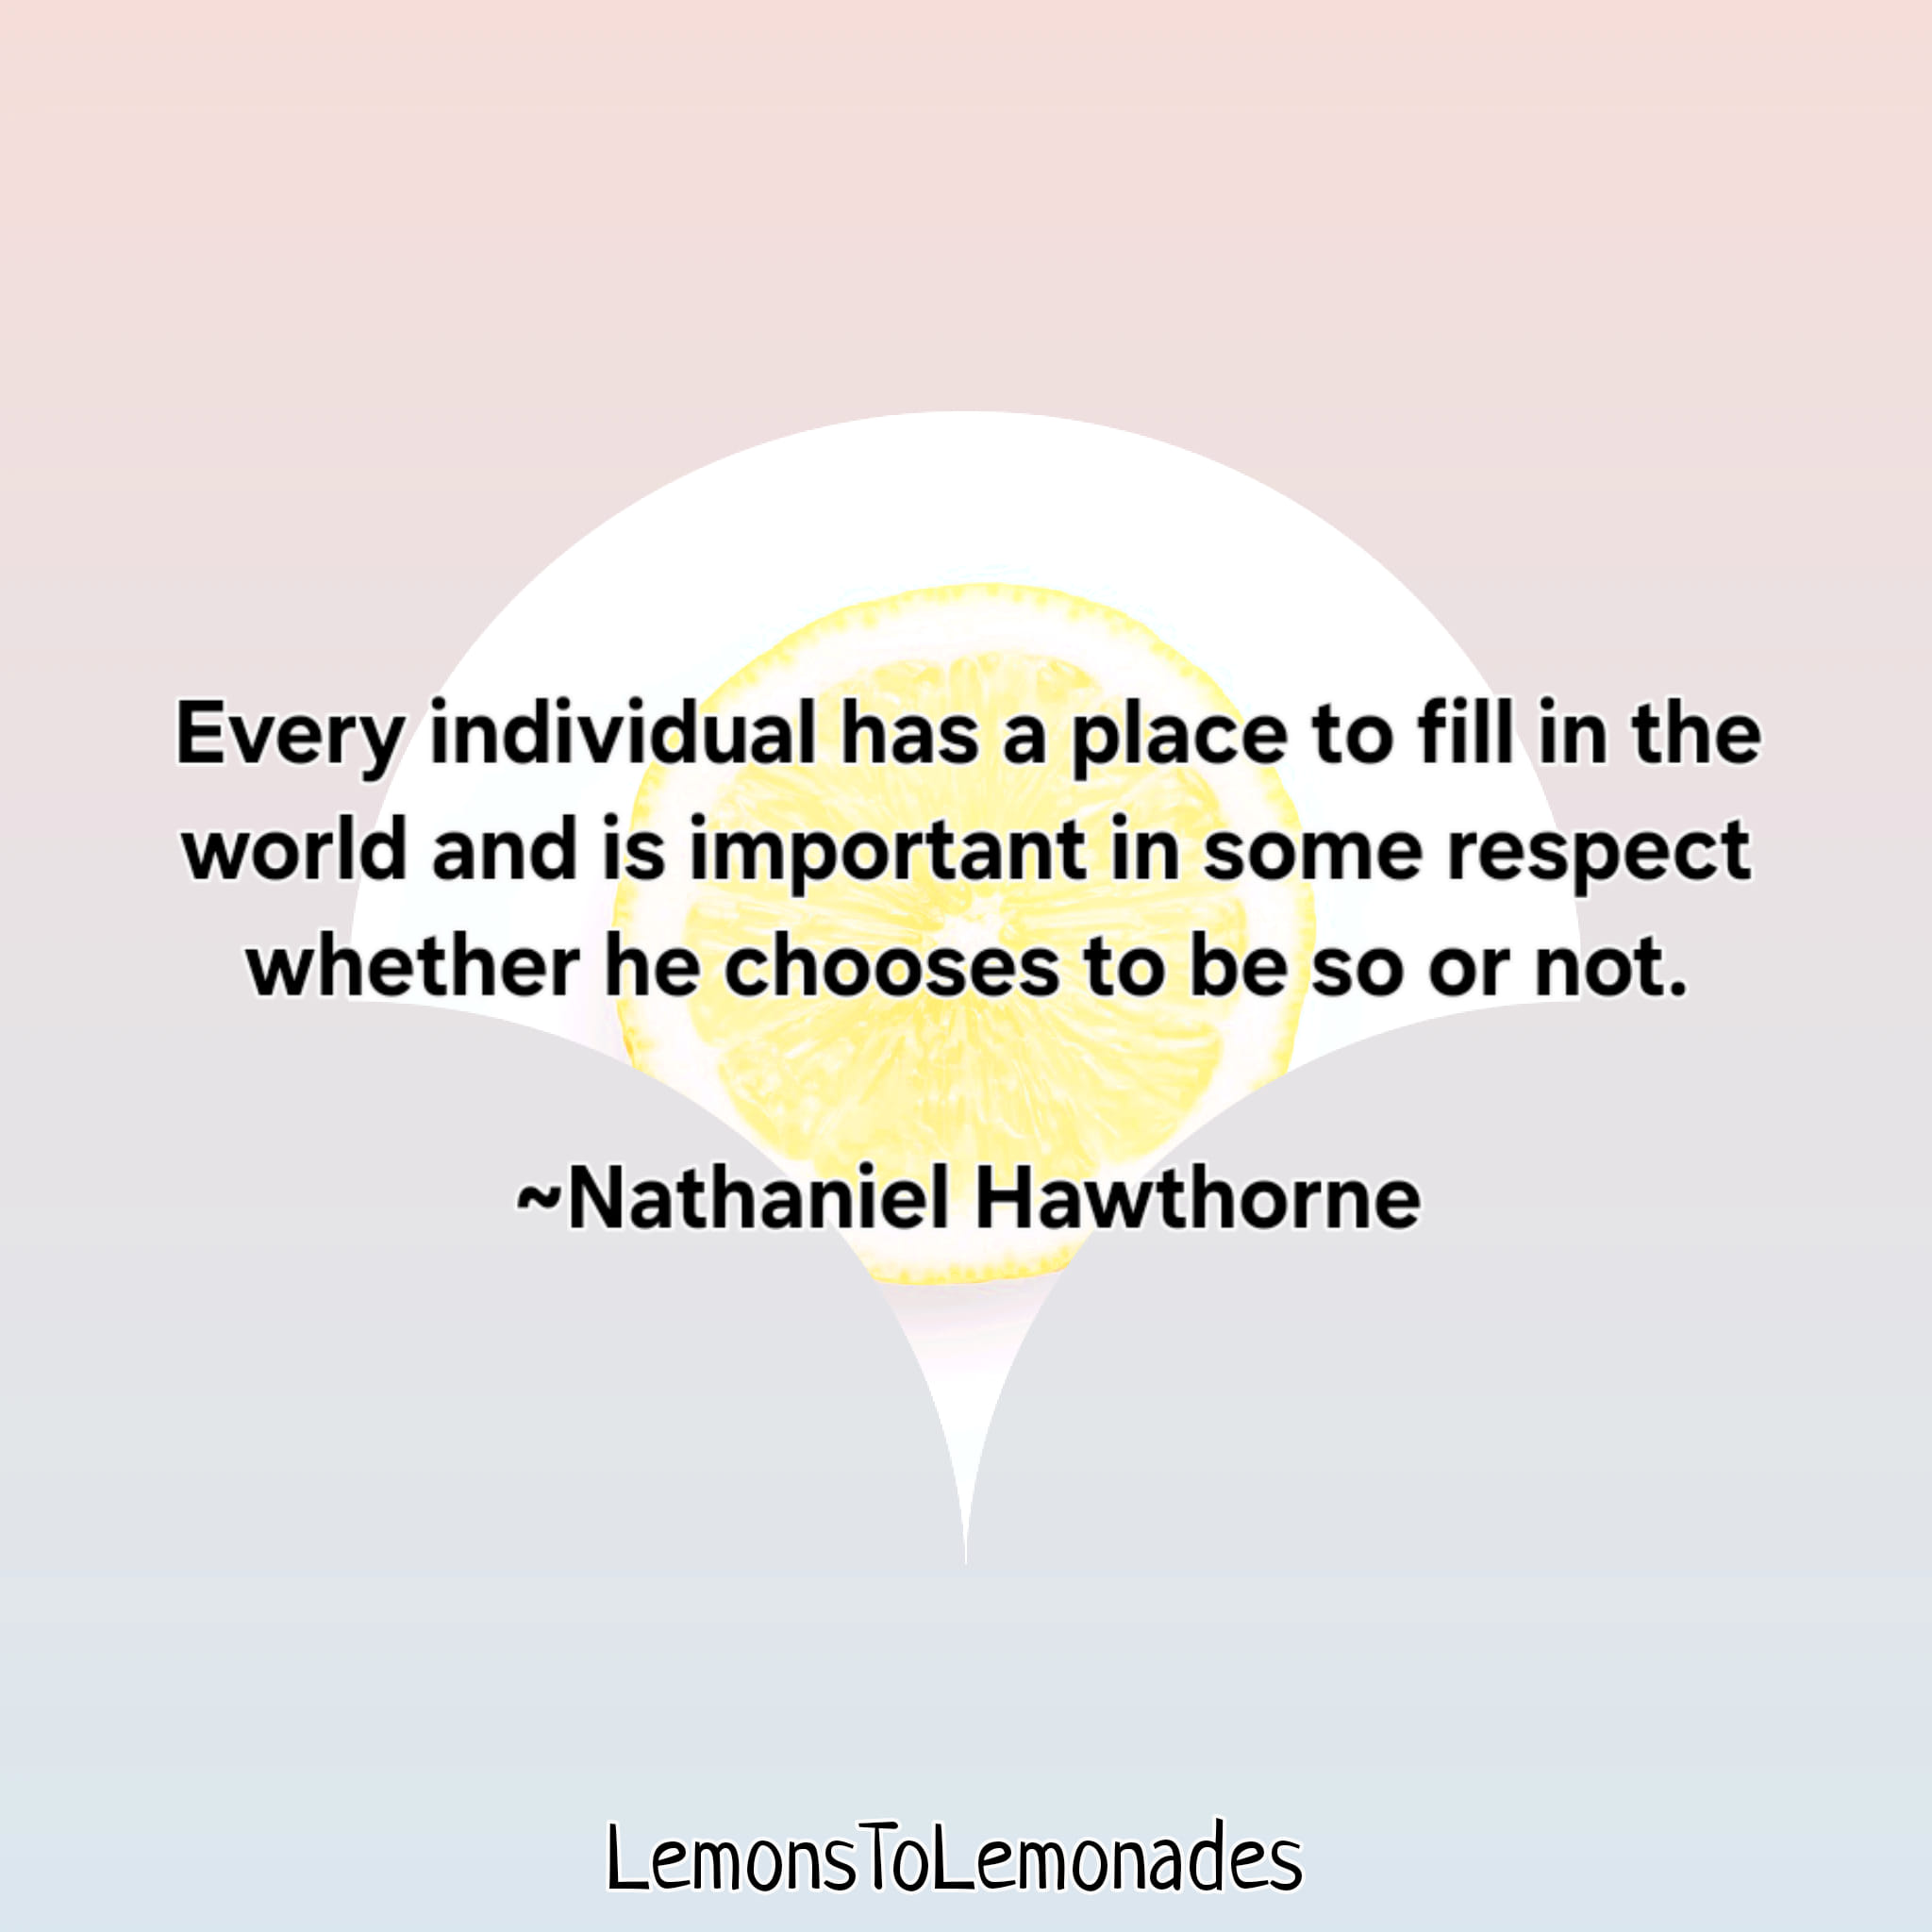 Every individual has a place to fill in the
world and is important in some respect
whether he chooses to be so or not.
~Nathaniel Hawthorne
LemonsToLemonades